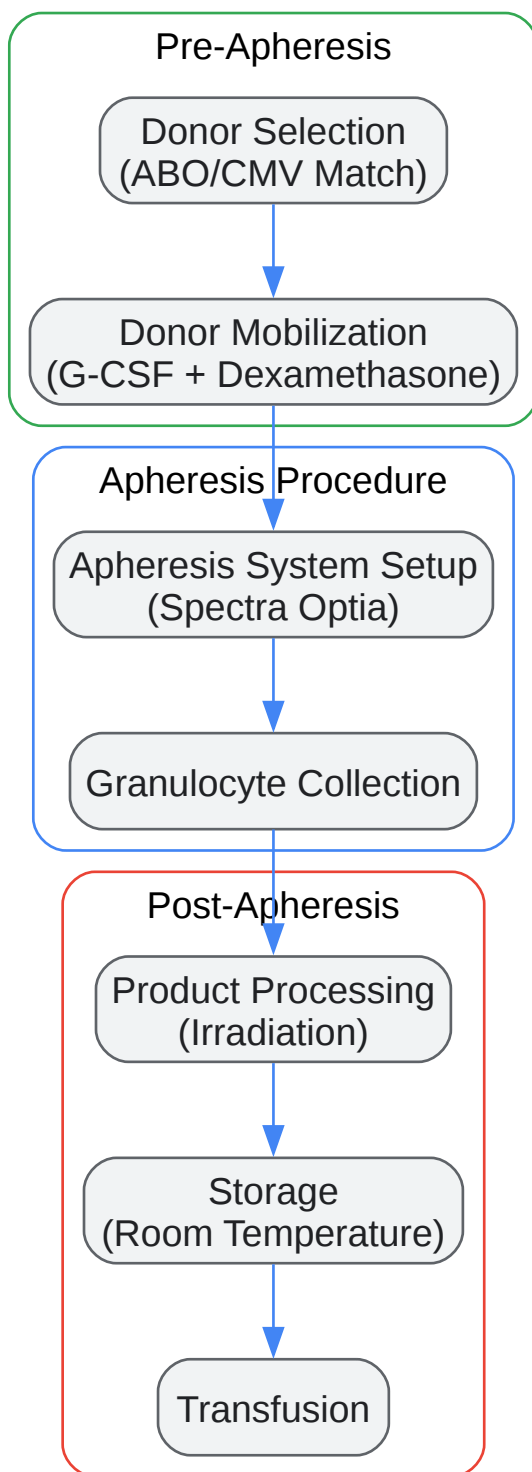 Pre-Apheresis
Donor Selection
(ABO/CMV Match)
Donor Mobilization
(G-CSF + Dexamethasone)
Apheresis Procedure
Apheresis System Setup
(Spectra Optia)
Granulocyte Collection
Post-Apheresis
Product Processing
(Irradiation)
Storage
(Room Temperature)
Transfusion